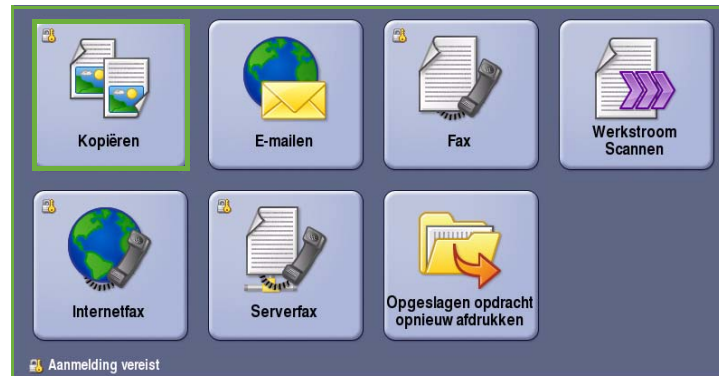 Kopiëren
E-mailen
Fax
Werkstroom
Scannen
Internetfax
Serverfax
Opgeslagen opdracht
opnieuw afdrukken
Aanmelding vereist